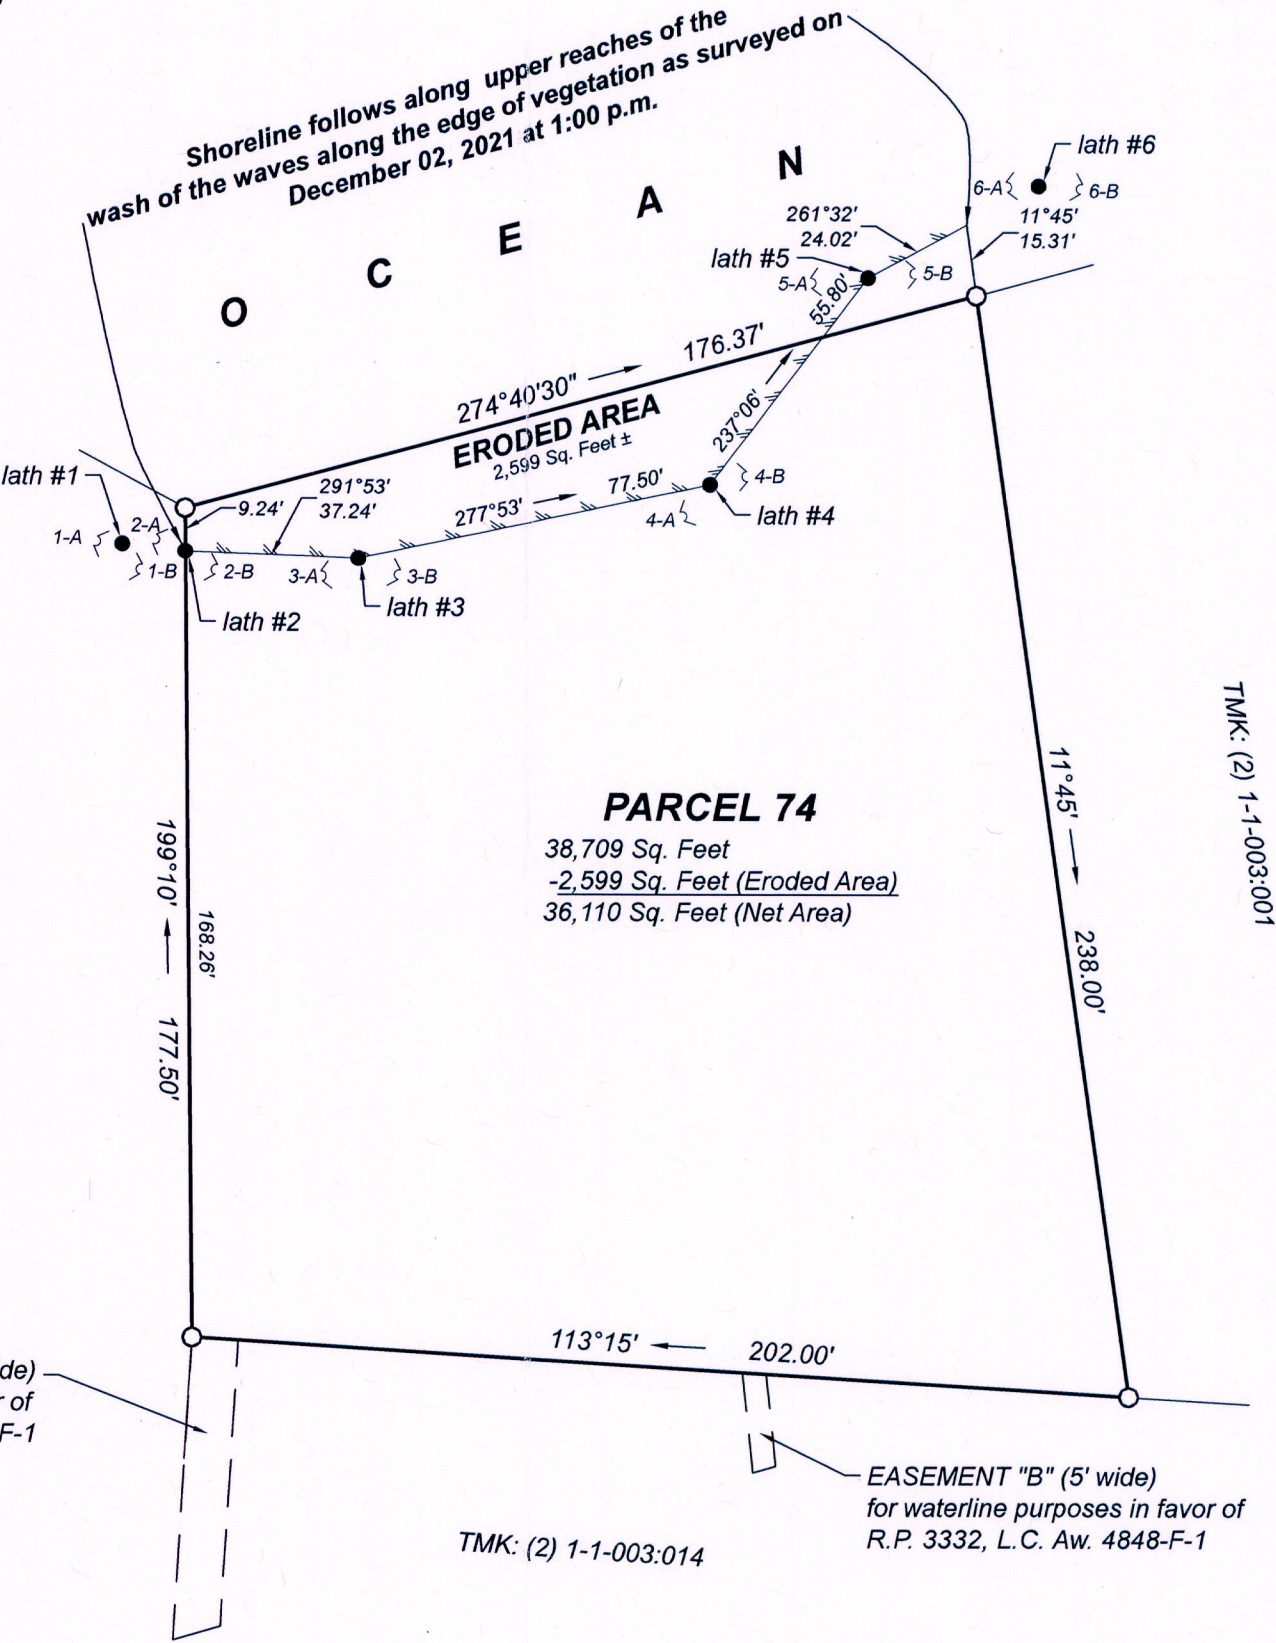 Shoreline follows along upper reaches of the
wash of the waves along the edge of vegetation as surveyed on
December 02, 2021 at 1:00 p.m.
O C E A N
lath #6
6-A
6-B
261°32'
24.02'
11°45'
15.31'
lath #5
5-A
5-B
55.80'
176.37'
274°40'30"
ERODED AREA
2,599 Sq. Feet ±
237°06'
lath #1
9.24'
291°53'
37.24'
277°53'
77.50'
4-B
4-A
lath #4
1-A
2-A
1-B
2-B
3-A
3-B
lath #3
lath #2
PARCEL 74
38,709 Sq. Feet
-2,599 Sq. Feet (Eroded Area)
36,110 Sq. Feet (Net Area)
199°10'
168.26'
177.50'
11°45'
238.00'
TMK: (2) 1-1-003:001
113°15'
202.00'
de)
of
F-1
EASEMENT "B" (5' wide)
for waterline purposes in favor of
R.P. 3332, L.C. Aw. 4848-F-1
TMK: (2) 1-1-003:014